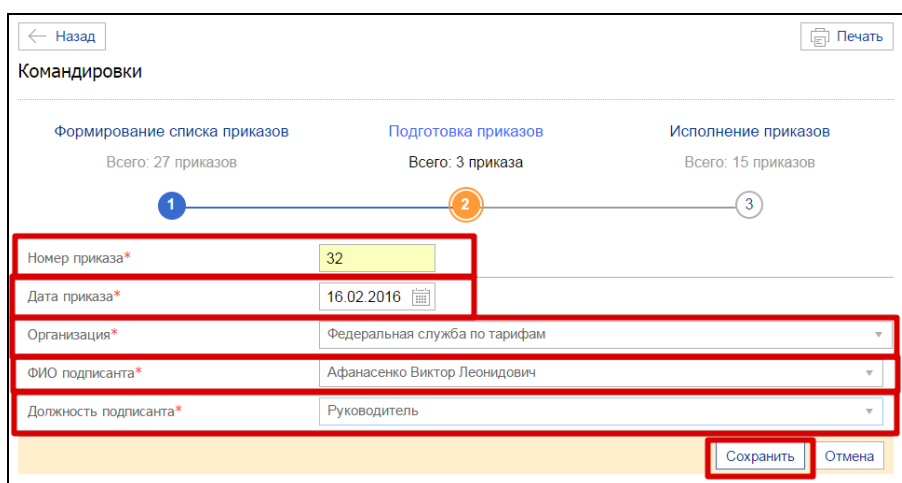 Назад
Печать
Командировки
Формирование списка приказов Подготовка приказов Исполнение приказов
Всего: 27 приказов Всего: 3 приказа Всего: 15 приказов
1 2 3
Номер приказа* 32
Дата приказа* 16.02.2016
Организация* Федеральная служба по тарифам
ФИО подписанта* Афанасенко Виктор Леонидович
Должность подписанта* Руководитель
Сохранить Отмена